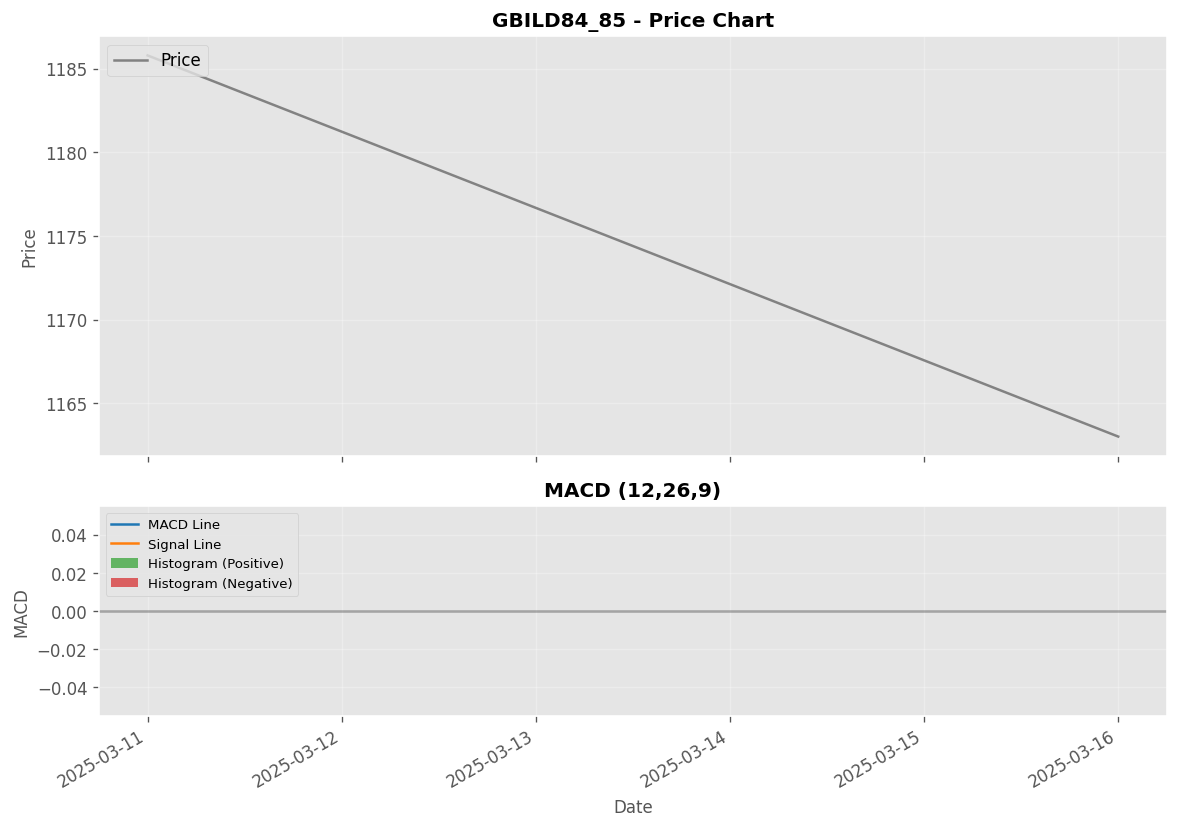 GBILD84_85 - Price Chart
Price
1185
1180
1175
1170
1165
Price
MACD (12,26,9)
MACD Line
Signal Line
Histogram (Positive)
Histogram (Negative)
0.04
0.02
0.00
−0.02
−0.04
MACD
2025-03-11
2025-03-12
2025-03-13
2025-03-14
2025-03-15
2025-03-16
Date